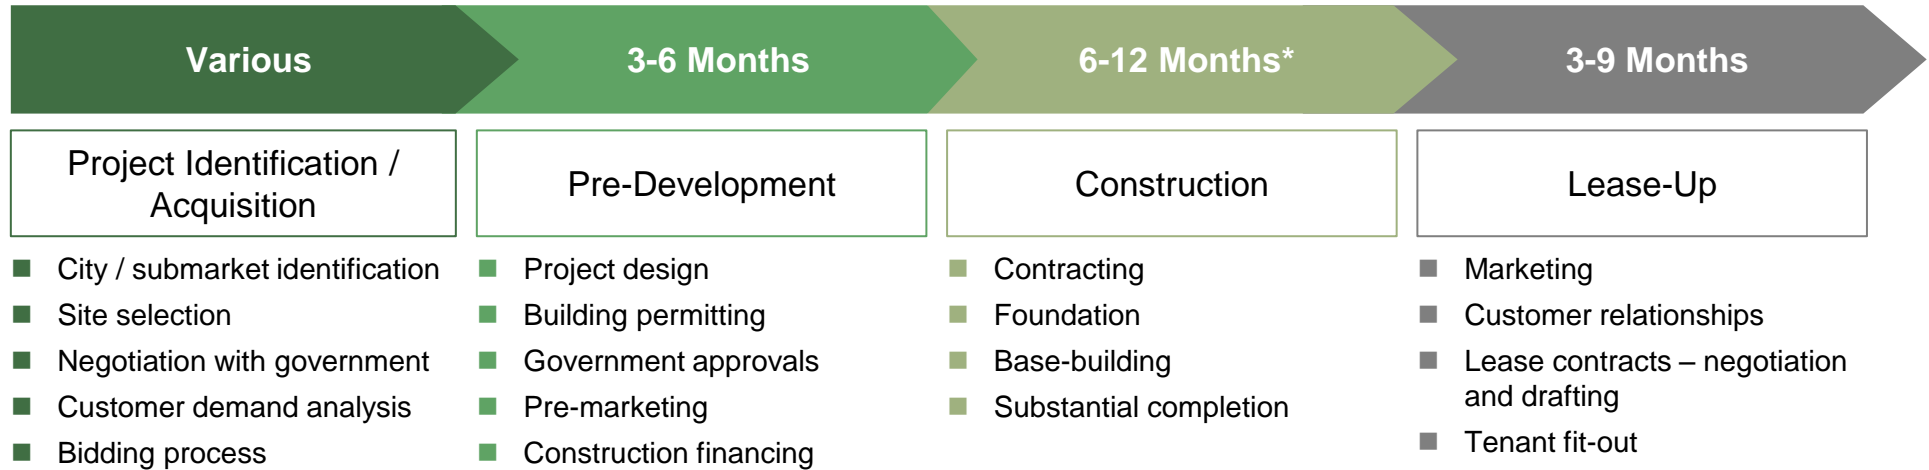 Various
3-6 Months
6-12 Months*
3-9 Months
Project Identification /
Acquisition
Pre-Development
Construction
Lease-Up
City / submarket identification
Site selection
Negotiation with government
Customer demand analysis
Bidding process
Project design
Building permitting
Government approvals
Pre-marketing
Construction financing
Contracting
Foundation
Base-building
Substantial completion
Marketing
Customer relationships
Lease contracts – negotiation
and drafting
Tenant fit-out